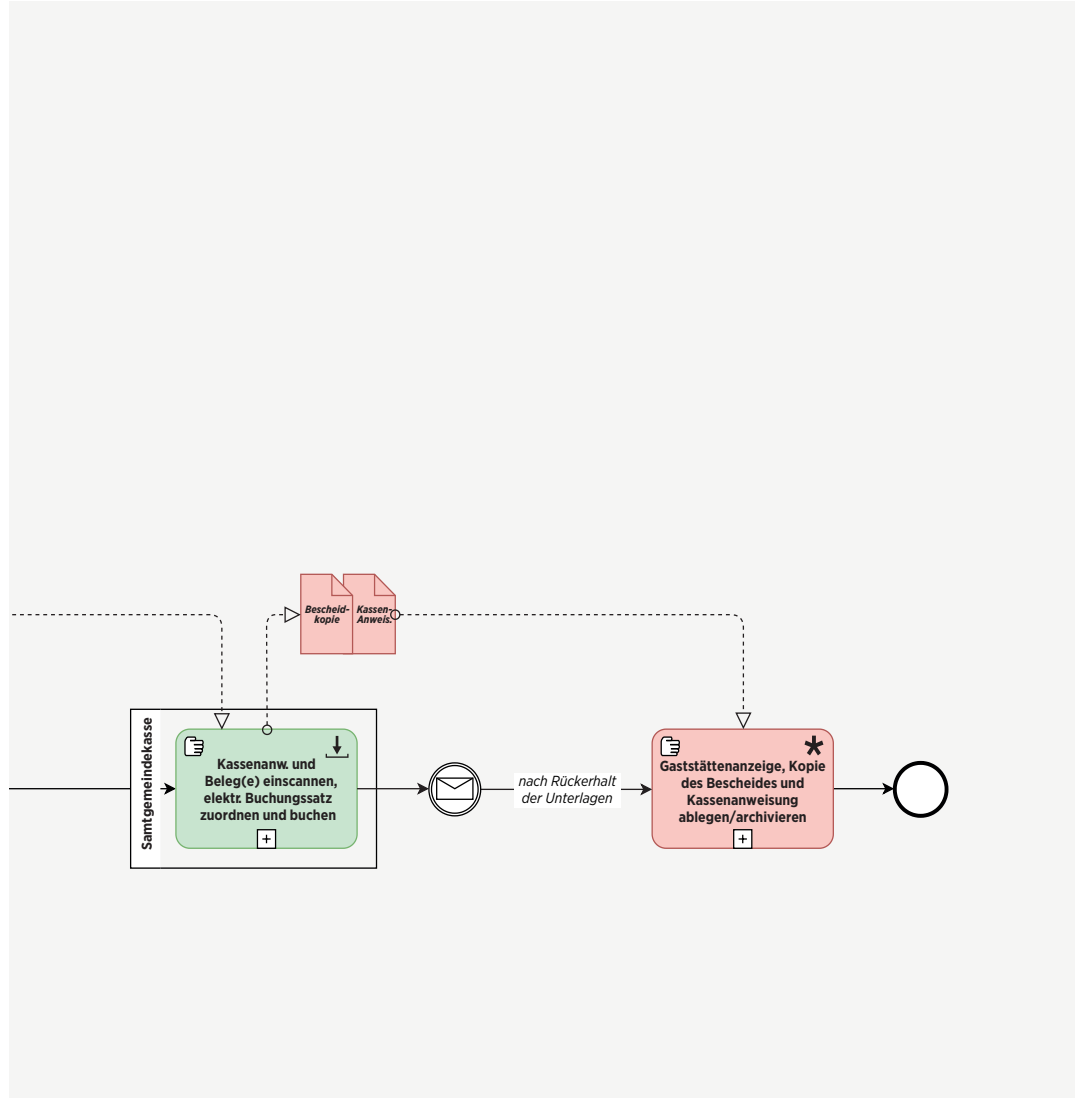 Bescheid-
kopie
Kassen-
Anweis.
Samtgemeindekasse
Kassenanw. und
Beleg(e) einscannen,
elektr. Buchungssatz
zuordnen und buchen
nach Rückerhalt
der Unterlagen
Gaststättenanzeige, Kopie
des Bescheides und
Kassenanweisung
ablegen/archivieren